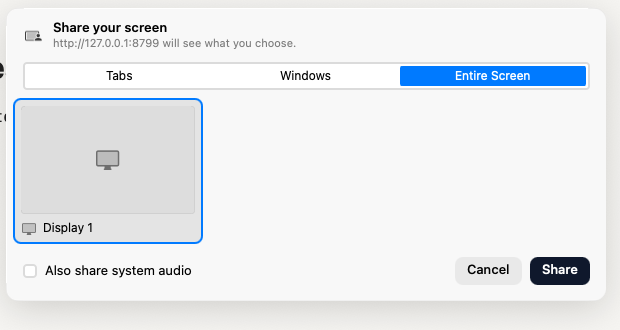 Share your screen
http://127.0.0.1:8799 will see what you choose.
Tabs Windows Entire Screen
Display 1
Also share system audio Cancel Share